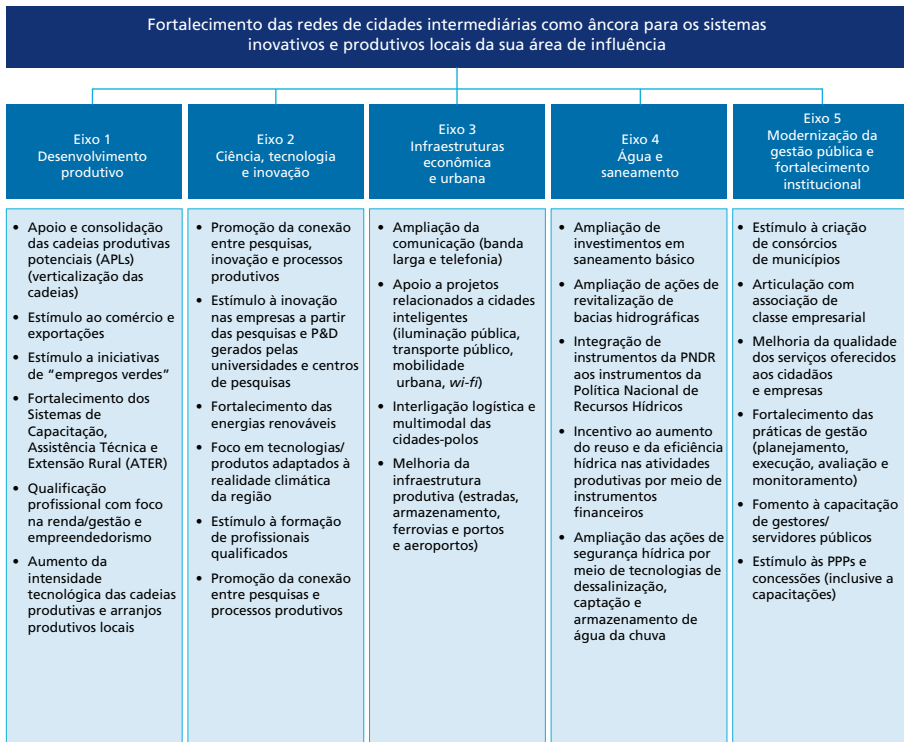 Fortalecimento das redes de cidades intermediárias como âncora para os sistemas
inovativos e produtivos locais da sua área de influência
Eixo 1
Desenvolvimento
produtivo
• Apoio e consolidação
das cadeias produtivas
potenciais (APLs)
(verticalização das
cadeias)
• Estímulo ao comércio e
exportações
• Estímulo a iniciativas
de “empregos verdes”
• Fortalecimento dos
Sistemas de
Capacitação,
Assistência Técnica e
Extensão Rural (ATER)
• Qualificação
profissional com foco
na renda/gestão e
empreendedorismo
• Aumento da
intensidade
tecnológica das cadeias
produtivas e arranjos
produtivos locais
Eixo 2
Ciência, tecnologia
e inovação
• Promoção da conexão
entre pesquisas,
inovação e processos
produtivos
• Estímulo à inovação
nas empresas a partir
das pesquisas e P&D
gerados pelas
universidades e centros
de pesquisas
• Fortalecimento das
energias renováveis
• Foco em tecnologias/
produtos adaptados à
realidade climática
da região
• Estímulo à formação
de profissionais
qualificados
• Promoção da conexão
entre pesquisas e
processos produtivos
Eixo 3
Infraestruturas
econômica
e urbana
• Ampliação da
comunicação (banda
larga e telefonia)
• Apoio a projetos
relacionados a cidades
inteligentes
(iluminação pública,
transporte público,
mobilidade
urbana, wi-fi)
• Interligação logística e
multimodal das
cidades-polos
• Melhoria da
infraestrutura
produtiva (estradas,
armazenamento,
ferrovias e portos
e aeroportos)
Eixo 4
Água e
saneamento
• Ampliação de
investimentos em
saneamento básico
• Ampliação de ações de
revitalização de
bacias hidrográficas
• Integração de
instrumentos da PNDR
aos instrumentos da
Política Nacional de
Recursos Hídricos
• Incentivo ao aumento
do reuso e da eficiência
hídrica nas atividades
produtivas por meio de
instrumentos
financeiros
• Ampliação das ações de
segurança hídrica por
meio de tecnologias de
dessalinização,
captação e
armazenamento de
água da chuva
Eixo 5
Modernização da
gestão pública e
fortalecimento
institucional
• Estímulo à criação
de consórcios
de municípios
• Articulação com
associação de
classe empresarial
• Melhoria da qualidade
dos serviços oferecidos
aos cidadãos
e empresas
• Fortalecimento das
práticas de gestão
(planejamento,
execução, avaliação e
monitoramento)
• Fomento à capacitação
de gestores/
servidores públicos
• Estímulo às PPPs e
concessões (inclusive a
capacitações)